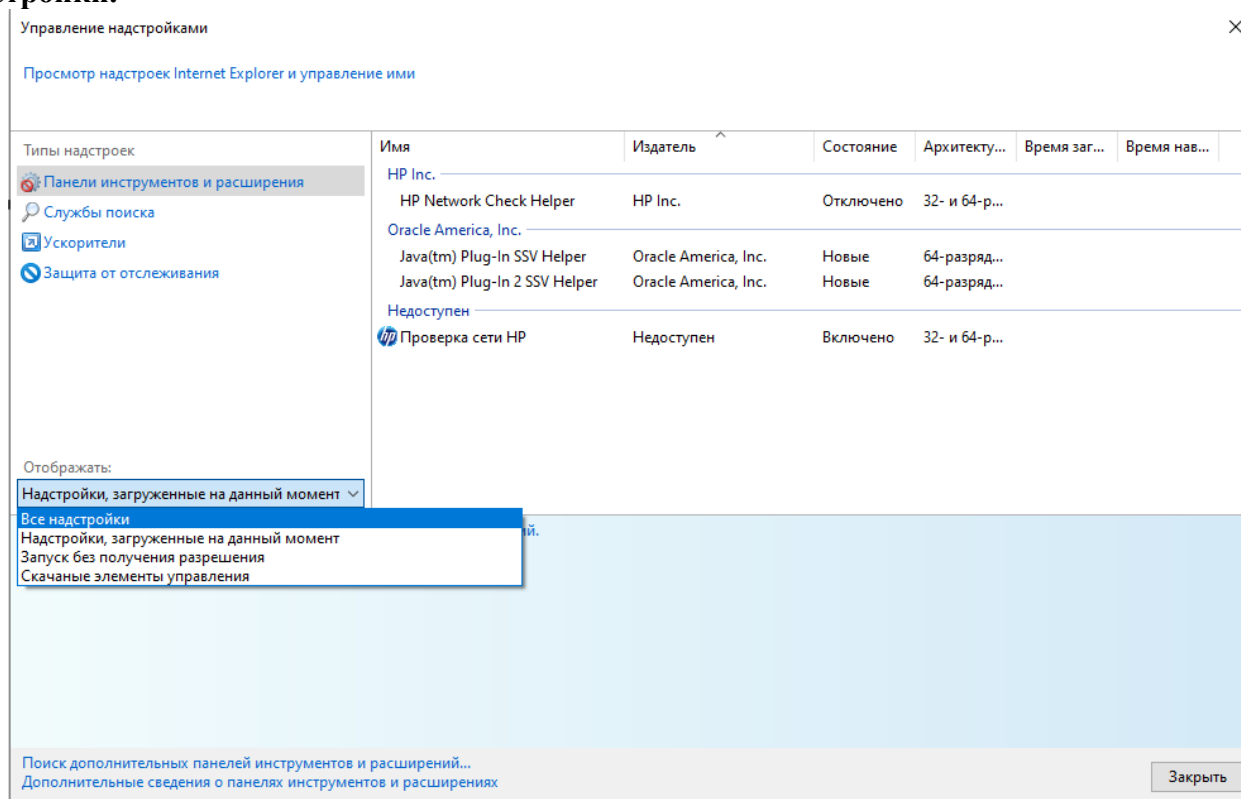 стройки.
Управление надстройками
Просмотр надстроек Internet Explorer и управление ими
Типы надстроек
Панели инструментов и расширения
Службы поиска
Ускорители
Защита от отслеживания
Отображать:
Надстройки, загруженные на данный момент
Все надстройки
Надстройки, загруженные на данный момент
Запуск без получения разрешения
Скачаные элементы управления
Имя Издатель Состояние Архитекту... Время заг... Время нав...
HP Inc.
HP Network Check Helper HP Inc. Отключено 32- и 64-р...
Oracle America, Inc.
Java(tm) Plug-In SSV Helper Oracle America, Inc. Новые 64-разряд...
Java(tm) Plug-In 2 SSV Helper Oracle America, Inc. Новые 64-разряд...
Недоступен
hp Проверка сети HP Недоступен Включено 32- и 64-р...
ий.
Поиск дополнительных панелей инструментов и расширений...
Дополнительные сведения о панелях инструментов и расширениях
Закрыть